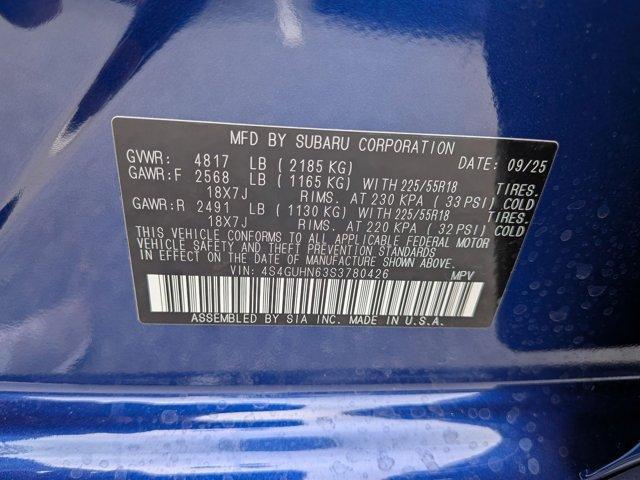 MFD BY SUBARU CORPORATION
GVWR: 4817 LB ( 2185 KG) DATE: 09/25
GAWR:F 2568 LB ( 1165 KG) WITH 225/55R18 TIRES.
18X7J RIMS. AT 230 KPA ( 33 PSI) COLD
GAWR:R 2491 LB ( 1130 KG) WITH 225/55R18 TIRES.
18X7J RIMS. AT 220 KPA ( 32 PSI) COLD
THIS VEHICLE CONFORMS TO ALL APPLICABLE FEDERAL MOTOR
VEHICLE SAFETY AND THEFT PREVENTION STANDARDS
IN EFFECT ON THE DATE OF MANUFACTURE SHOWN ABOVE.
VIN: 4S4GUHN63S3780426 MPV
ASSEMBLED BY SIA INC. MADE IN U.S.A.